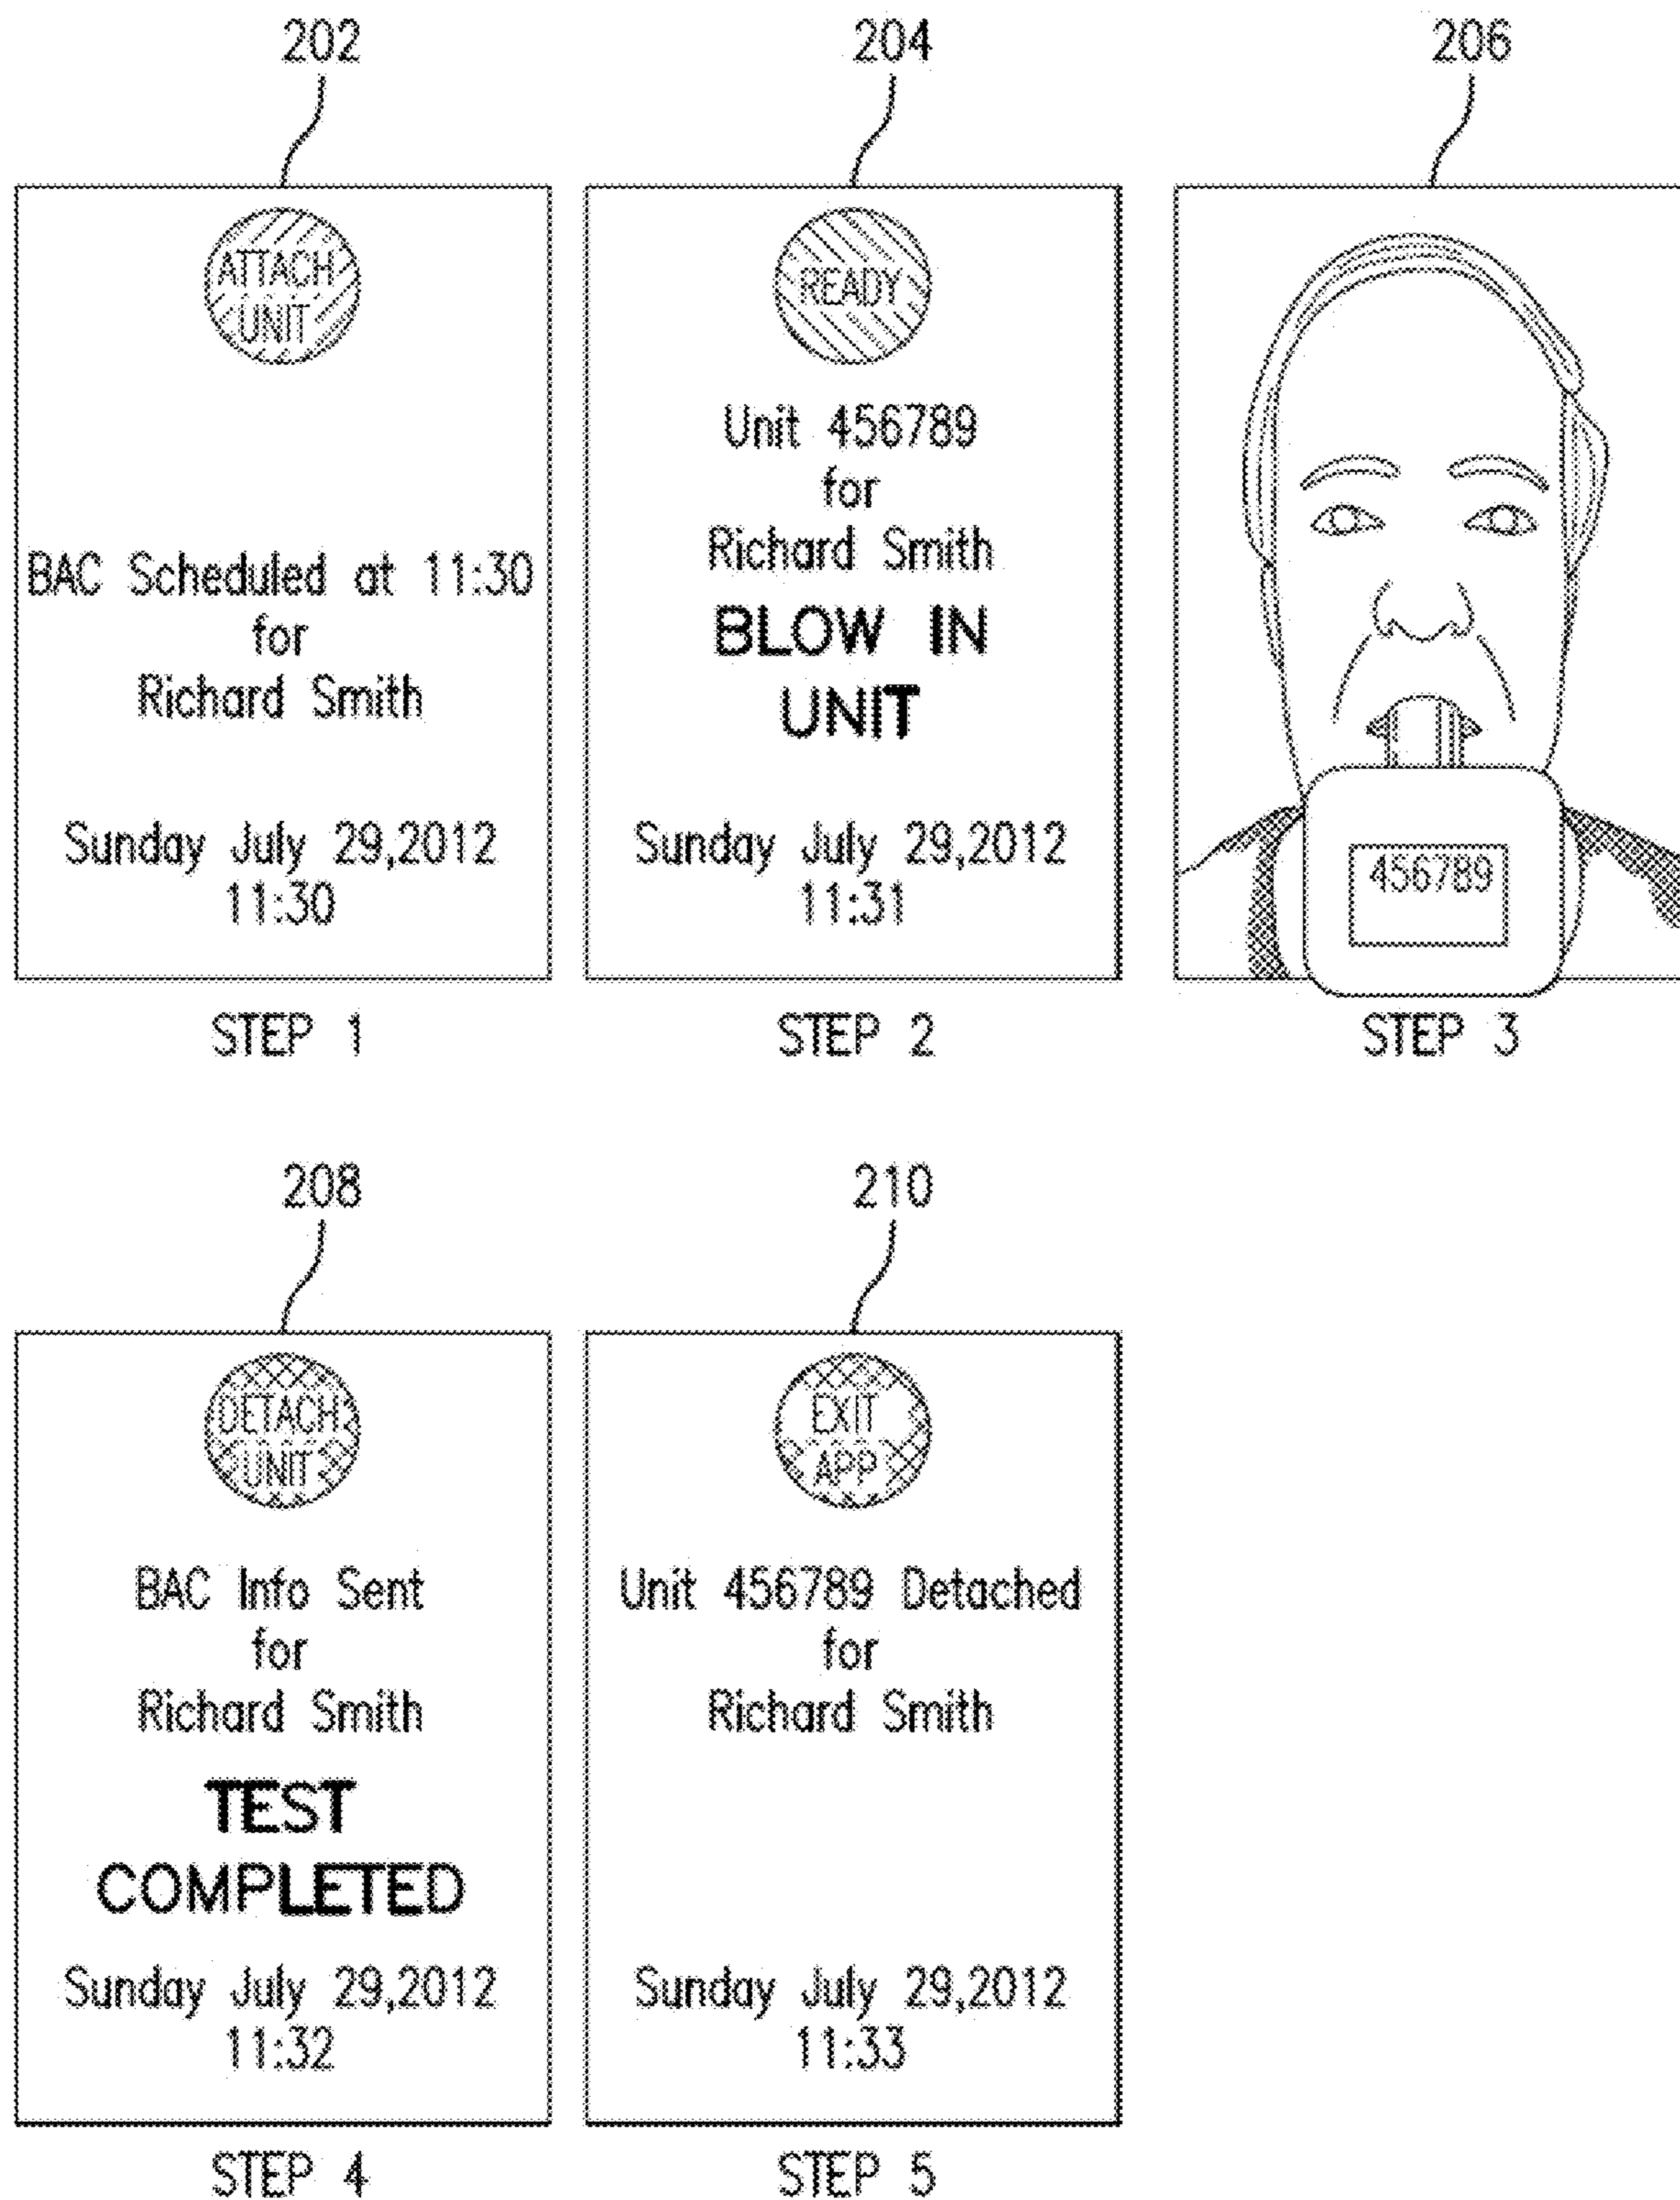 202
204
206
ATTACH
UNIT
BAC Scheduled at 11:30
for
Richard Smith
Sunday July 29,2012
11:30
STEP 1
READY
Unit 456789
for
Richard Smith
BLOW IN
UNIT
Sunday July 29,2012
11:31
STEP 2
456789
STEP 3
208
210
DETACH
UNIT
BAC Info Sent
for
Richard Smith
TEST
COMPLETED
Sunday July 29,2012
11:32
STEP 4
EXIT
APP
Unit 456789 Detached
for
Richard Smith
Sunday July 29,2012
11:33
STEP 5